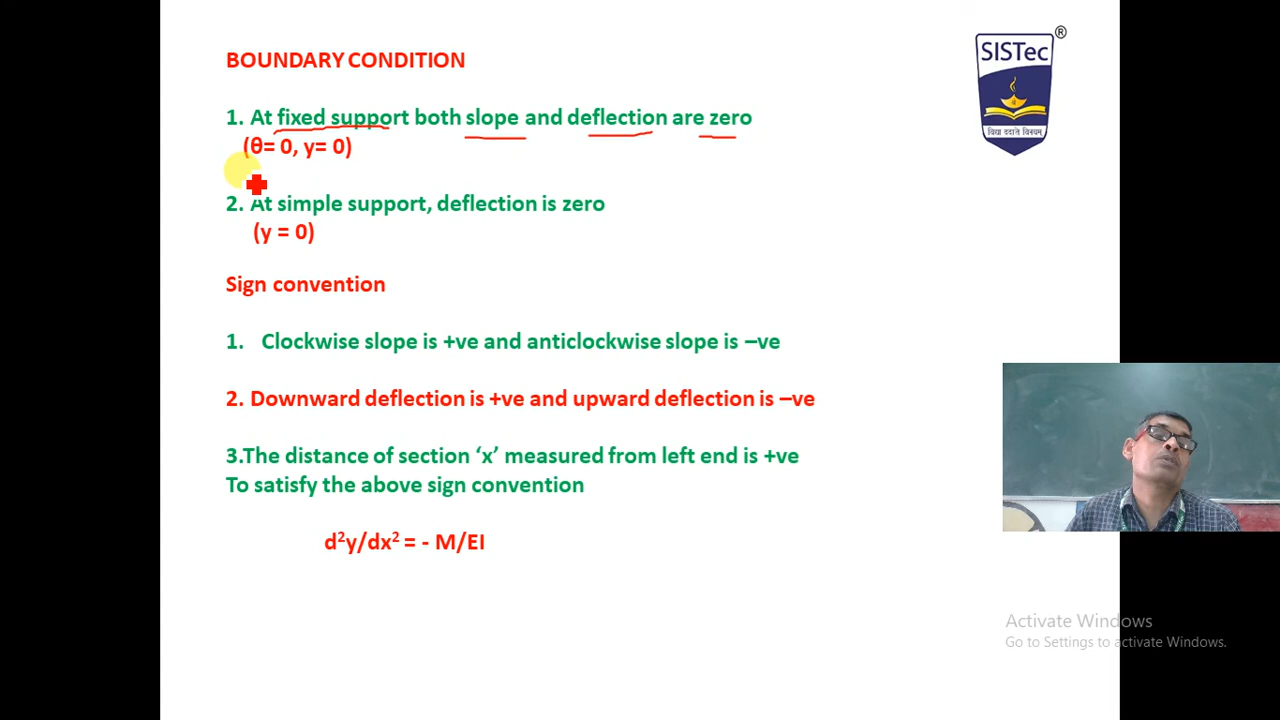 BOUNDARY CONDITION
SISTec
®
1. At fixed support both slope and deflection are zero
(θ= 0, y= 0)
विद्या ददाति विनयम्
2. At simple support, deflection is zero
(y = 0)
Sign convention
1. Clockwise slope is +ve and anticlockwise slope is –ve
2. Downward deflection is +ve and upward deflection is –ve
3.The distance of section ‘x’ measured from left end is +ve
To satisfy the above sign convention
d²y/dx² = - M/EI
Activate Windows
Go to Settings to activate Windows.